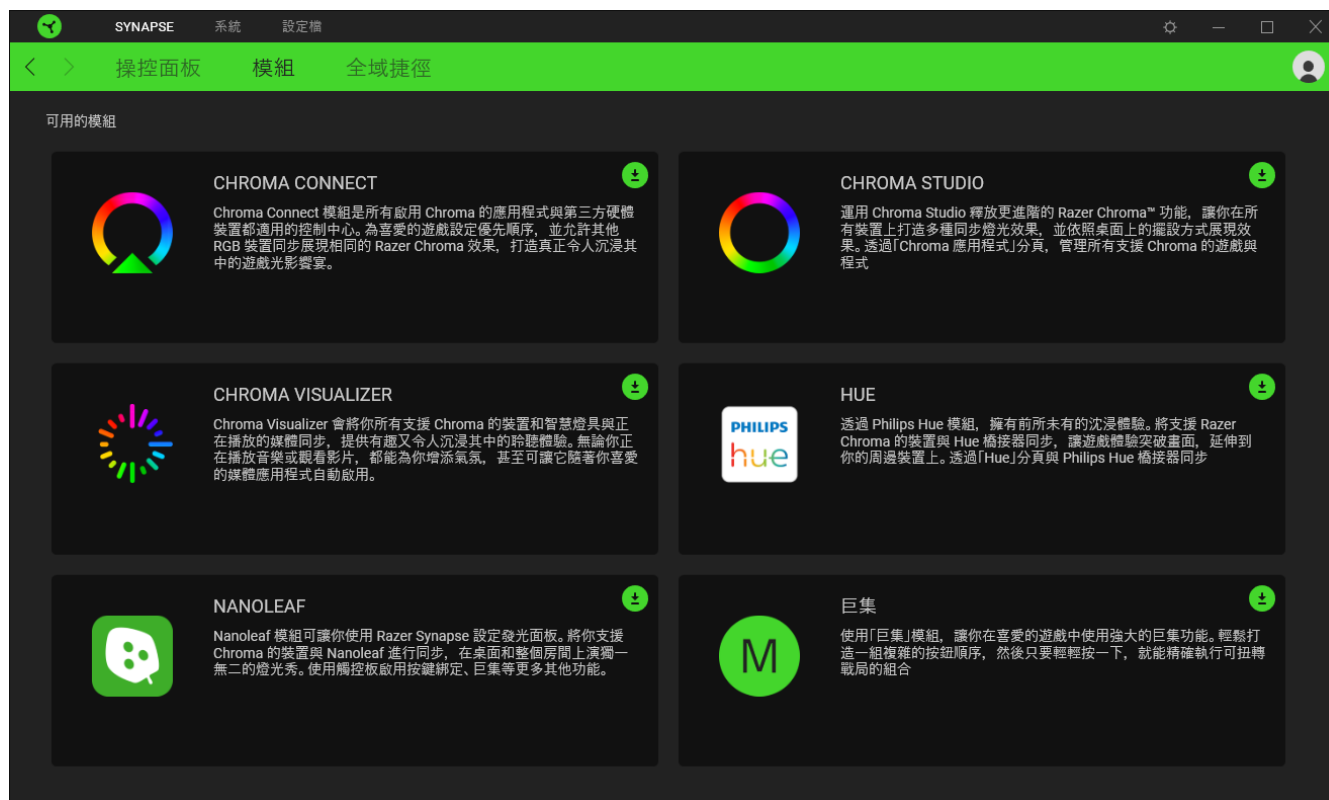 SYNAPSE 系統 設定檔
操控面板 模組 全域捷徑
可用的模組
CHROMA CONNECT
Chroma Connect 模組是所有啟用 Chroma 的應用程式與第三方硬體
裝置都適用的控制中心。為喜愛的遊戲設定優先順序，並允許其他
RGB 裝置同步展現相同的 Razer Chroma 效果，打造真正令人沉浸其
中的遊戲光影饗宴。
CHROMA STUDIO
運用 Chroma Studio 釋放更進階的 Razer Chroma™ 功能，讓你在所
有裝置上打造多種同步燈光效果，並依照桌面上的擺設方式展現效
果。透過「Chroma 應用程式」分頁，管理所有支援 Chroma 的遊戲與
程式
CHROMA VISUALIZER
Chroma Visualizer 會將你所有支援 Chroma 的裝置和智慧燈具與正
在播放的媒體同步，提供有趣又令人沉浸其中的聆聽體驗。無論你正
在播放音樂或觀看影片，都能為你增添氣氛，甚至可讓它隨著你喜愛
的媒體應用程式自動啟用。
PHILIPS
hue
HUE
透過 Philips Hue 模組，擁有前所未有的沈浸體驗。將支援 Razer
Chroma 的裝置與 Hue 橋接器同步，讓遊戲體驗突破畫面，延伸到
你的周邊裝置上。透過「Hue」分頁與 Philips Hue 橋接器同步
NANOLEAF
Nanoleaf 模組可讓你使用 Razer Synapse 設定發光面板。將你支援
Chroma 的裝置與 Nanoleaf 進行同步，在桌面和整個房間上演獨一
無二的燈光秀。使用觸控板啟用按鍵綁定、巨集等更多其他功能。
M
巨集
使用「巨集」模組，讓你在喜愛的遊戲中使用強大的巨集功能。輕鬆打
造一組複雜的按鈕順序，然後只要輕輕按一下，就能精確執行可扭轉
戰局的組合